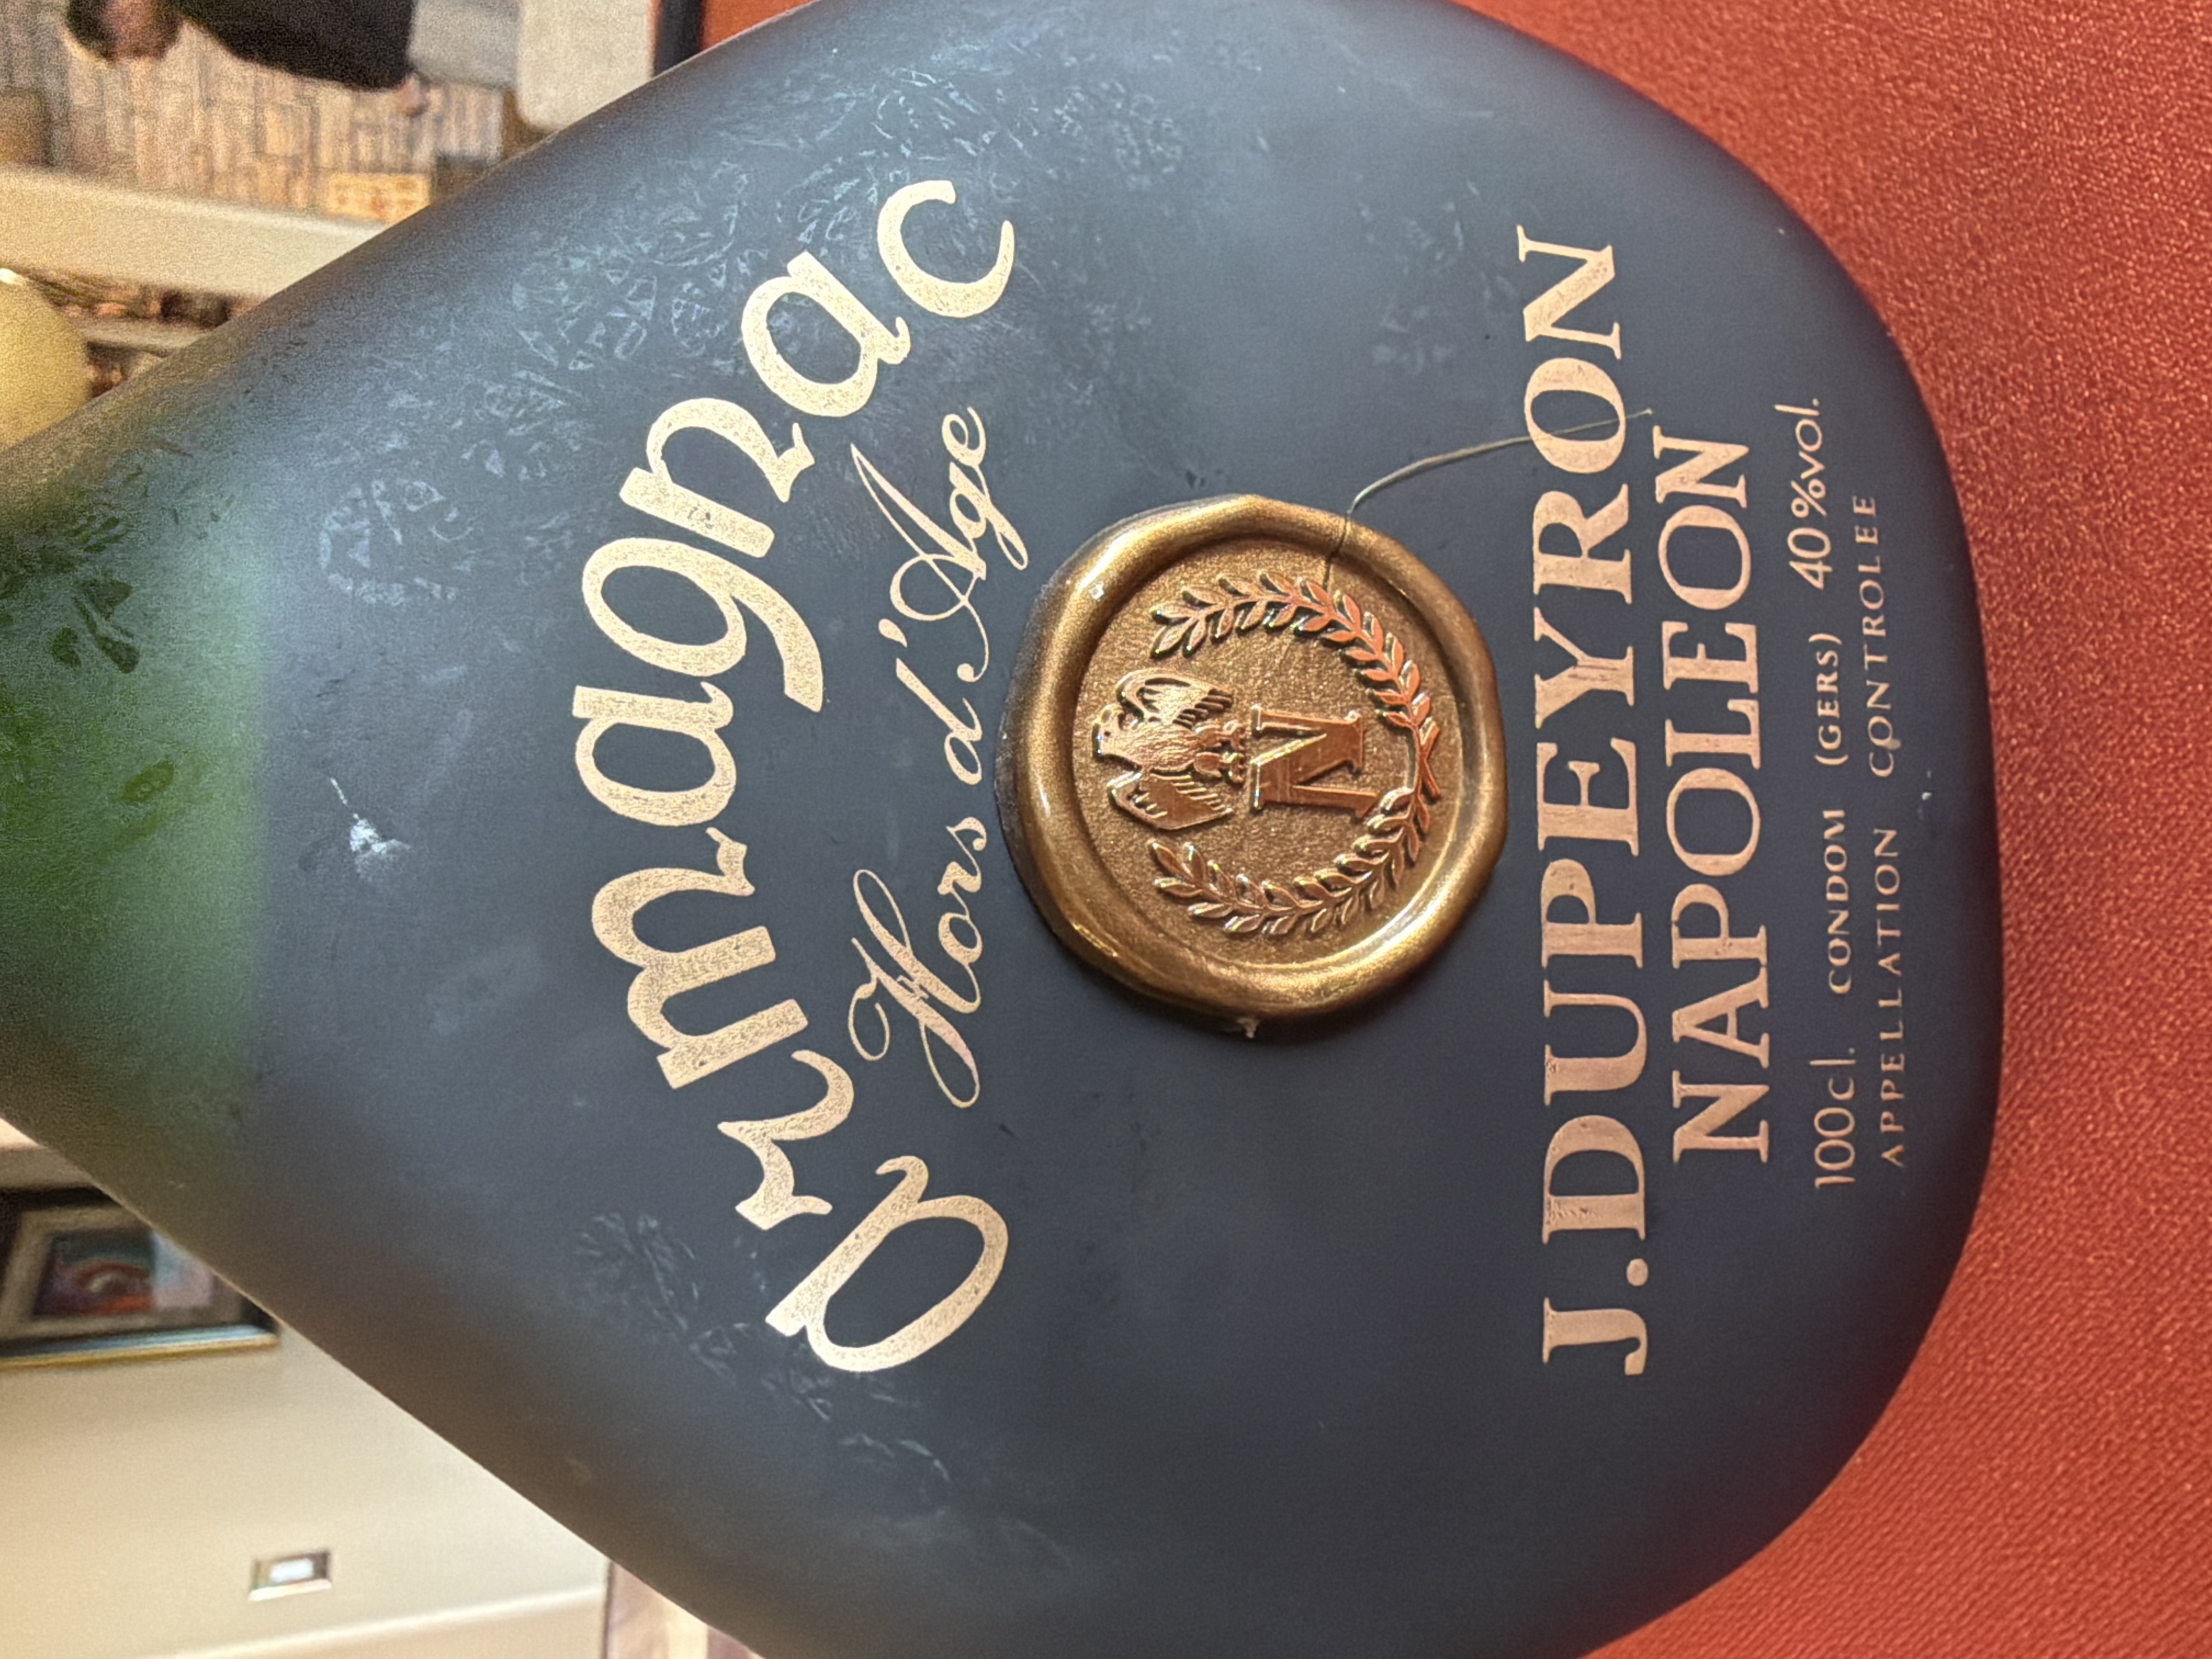 Armagnac
Hors d'Age
N
J.DUPEYRON
NAPOLEON
100cl. CONDOM (GERS) 40%vol.
APPELLATION CONTROLEE